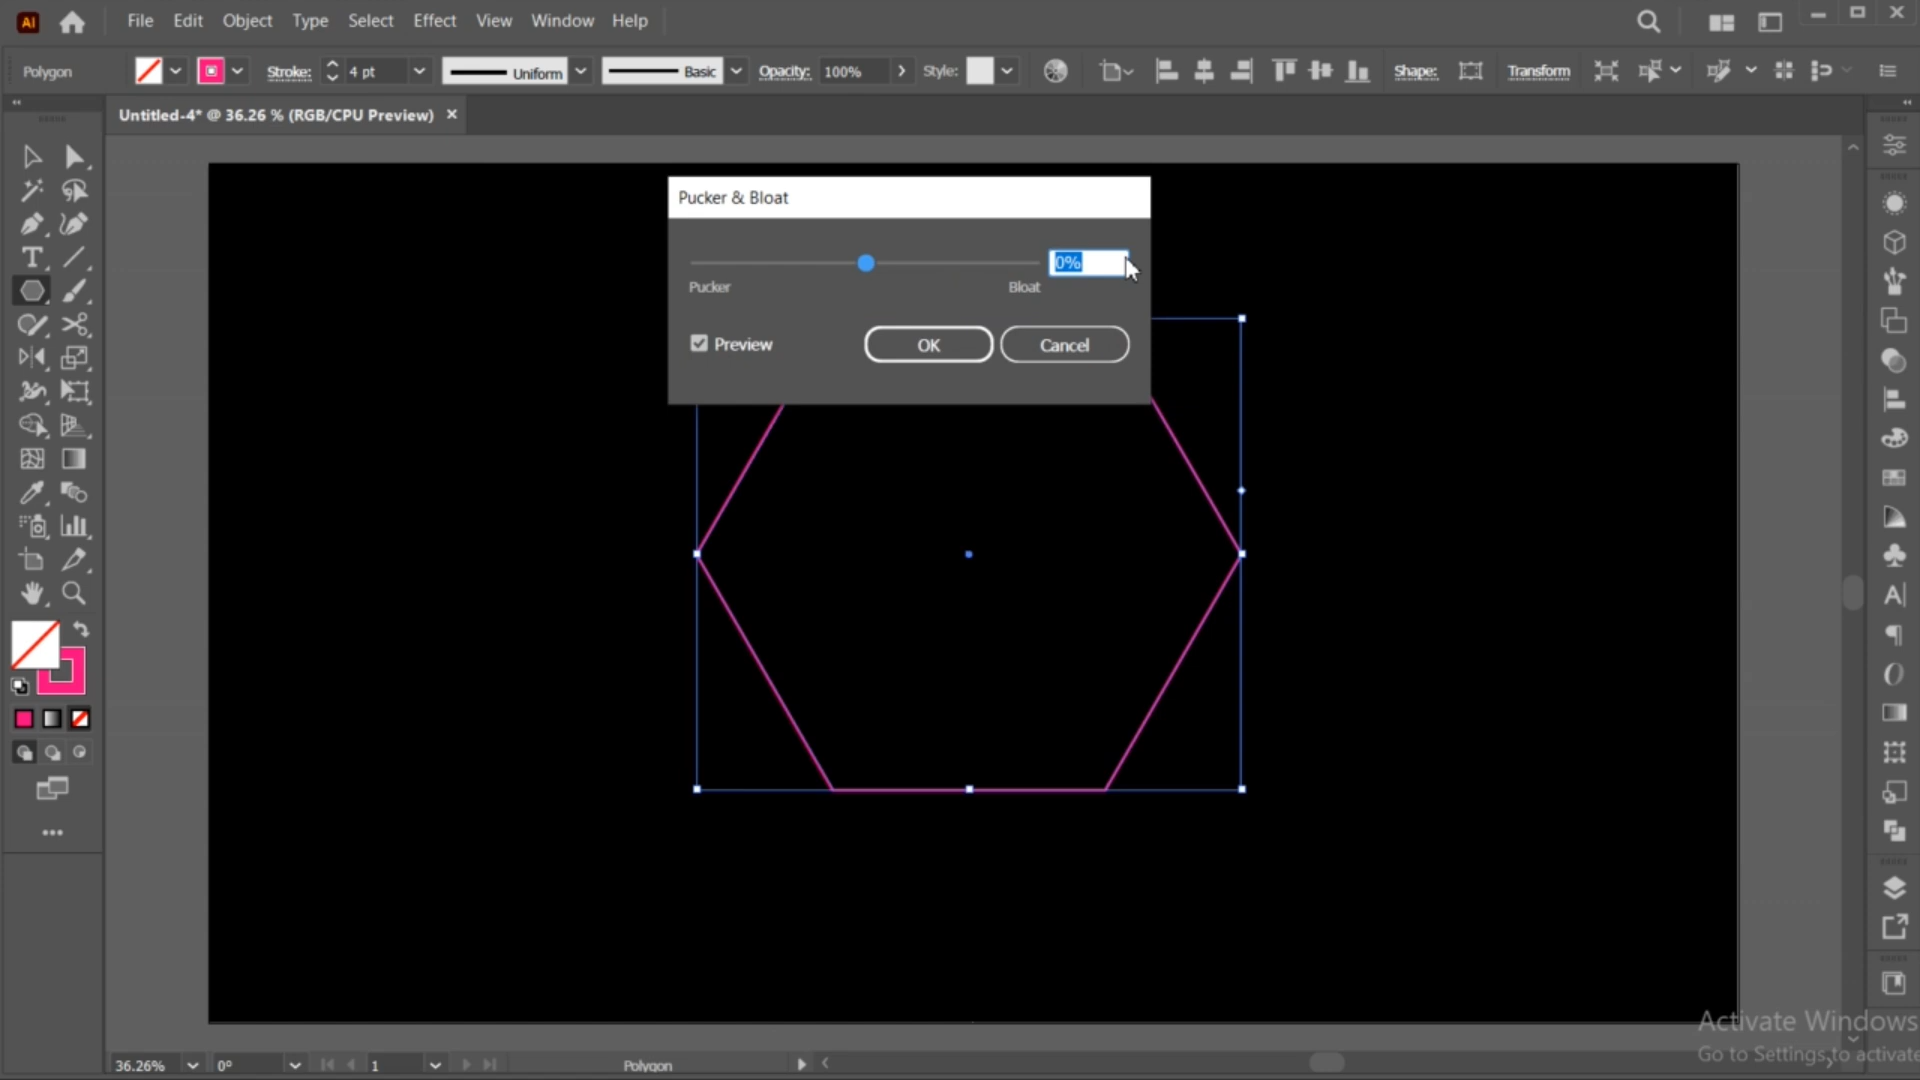 Ai File Edit Object Type Select Effect View Window Help
Polygon Stroke: 4 pt Uniform Basic Opacity: 100% Style: Shape: Transform
Untitled-4* @ 36.26 % (RGB/CPU Preview) ×
Pucker & Bloat
0%
Pucker Bloat
Preview OK Cancel
Activate Windows
Go to Settings to activate
36.26% 0° 1 Polygon